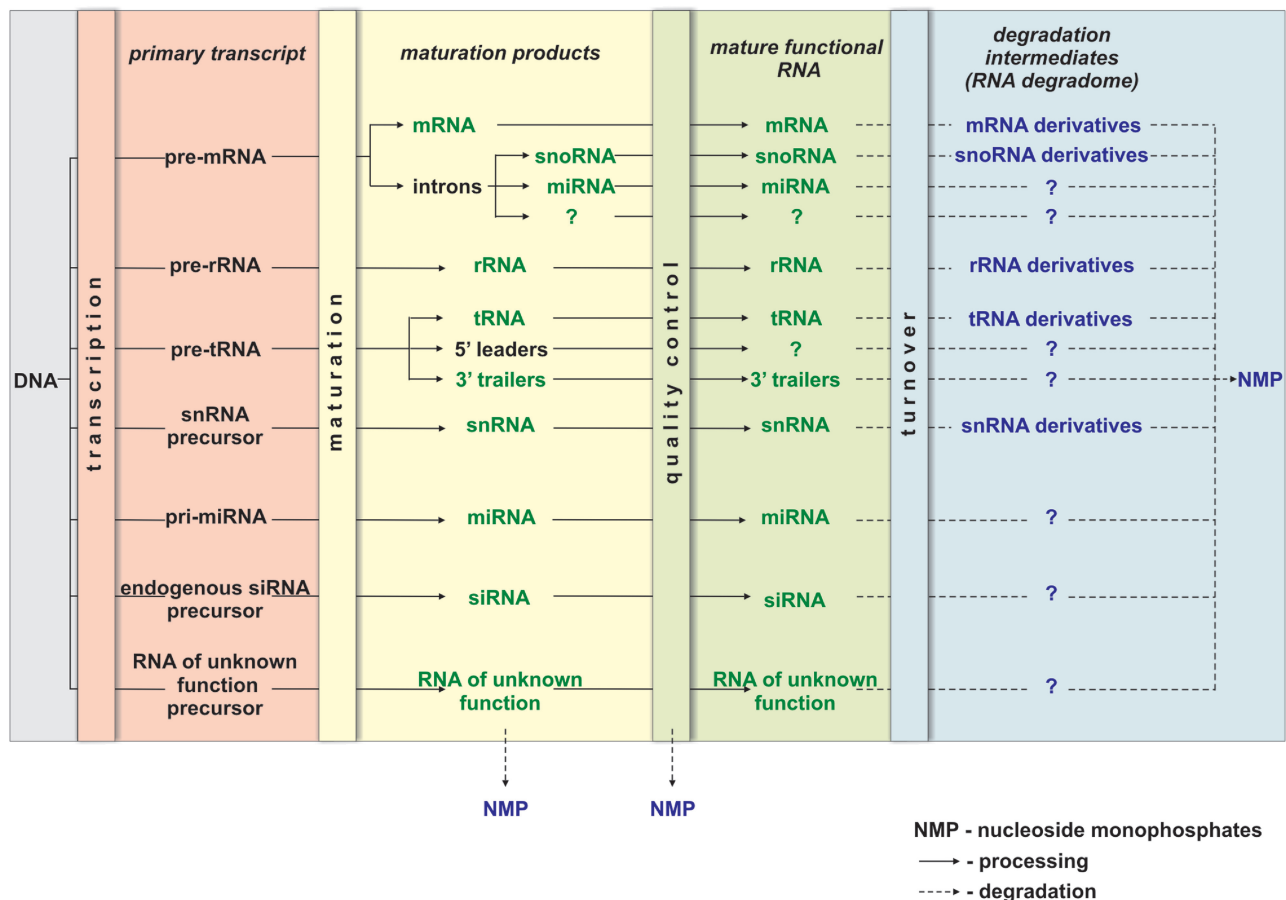 primary transcript
maturation products
mature functional
RNA
degradation
intermediates
(RNA degradome)
DNA
transcription
maturation
quality control
turnover
pre-mRNA
mRNA
mRNA
mRNA derivatives
introns
snoRNA
snoRNA
snoRNA derivatives
miRNA
miRNA
?
?
?
?
pre-rRNA
rRNA
rRNA
rRNA derivatives
pre-tRNA
tRNA
tRNA
tRNA derivatives
5' leaders
?
?
3' trailers
3' trailers
?
NMP
snRNA
precursor
snRNA
snRNA
snRNA derivatives
pri-miRNA
miRNA
miRNA
?
endogenous siRNA
precursor
siRNA
siRNA
?
RNA of unknown
function
precursor
RNA of unknown
function
RNA of unknown
function
?
NMP
NMP
NMP - nucleoside monophosphates
- processing
- degradation